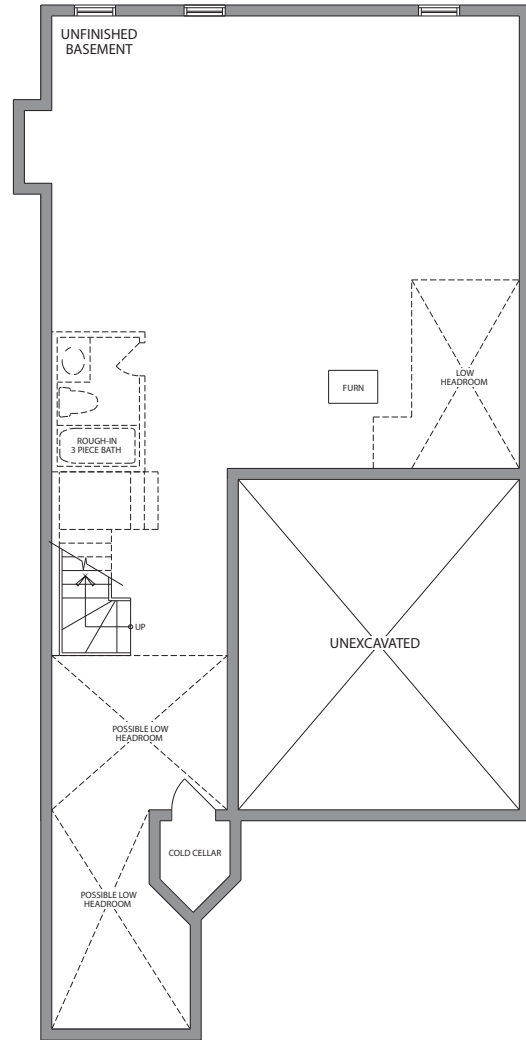 UNFINISHED
BASEMENT
LOW
HEADROOM
FURN
ROUGH-IN
3 PIECE BATH
UP
UNEXCAVATED
POSSIBLE LOW
HEADROOM
COLD CELLAR
POSSIBLE LOW
HEADROOM